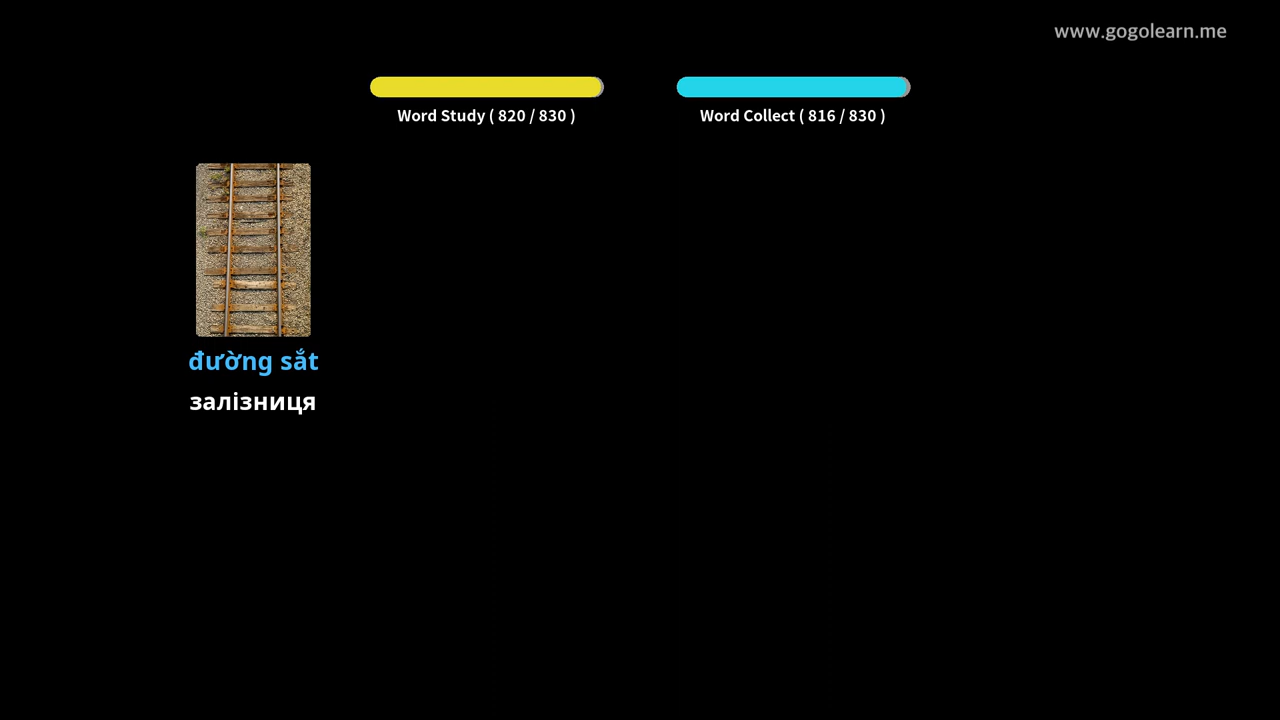 www.gogolearn.me
Word Study ( 820 / 830 )
Word Collect ( 816 / 830 )
đường sắt
залізниця